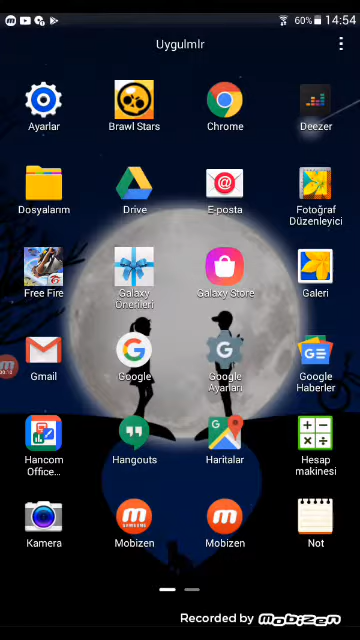 60% 14:54
Uygulmlr
Ayarlar
Brawl Stars
Chrome
Deezer
Dosyalarım
Drive
E-posta
Fotoğraf
Düzenleyici
Free Fire
Galaxy
Önerileri
Galaxy Store
Galeri
Gmail
Google
Google
Ayarları
Google
Haberler
Hancom
Office...
Hangouts
Haritalar
Hesap
makinesi
Kamera
Mobizen
Mobizen
Not
Recorded by mobizen